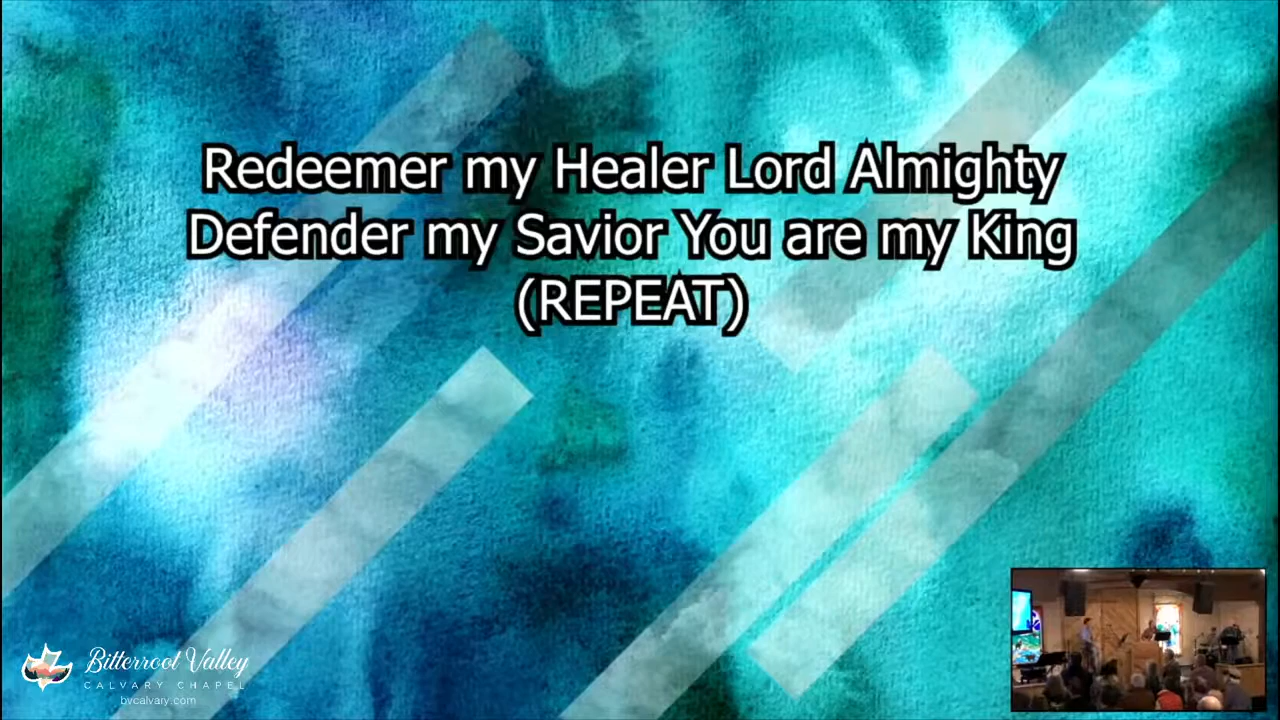 Redeemer my Healer Lord Almighty
Defender my Savior You are my King
(REPEAT)
Bitterroot Valley
CALVARY CHAPEL
bvcalvary.com